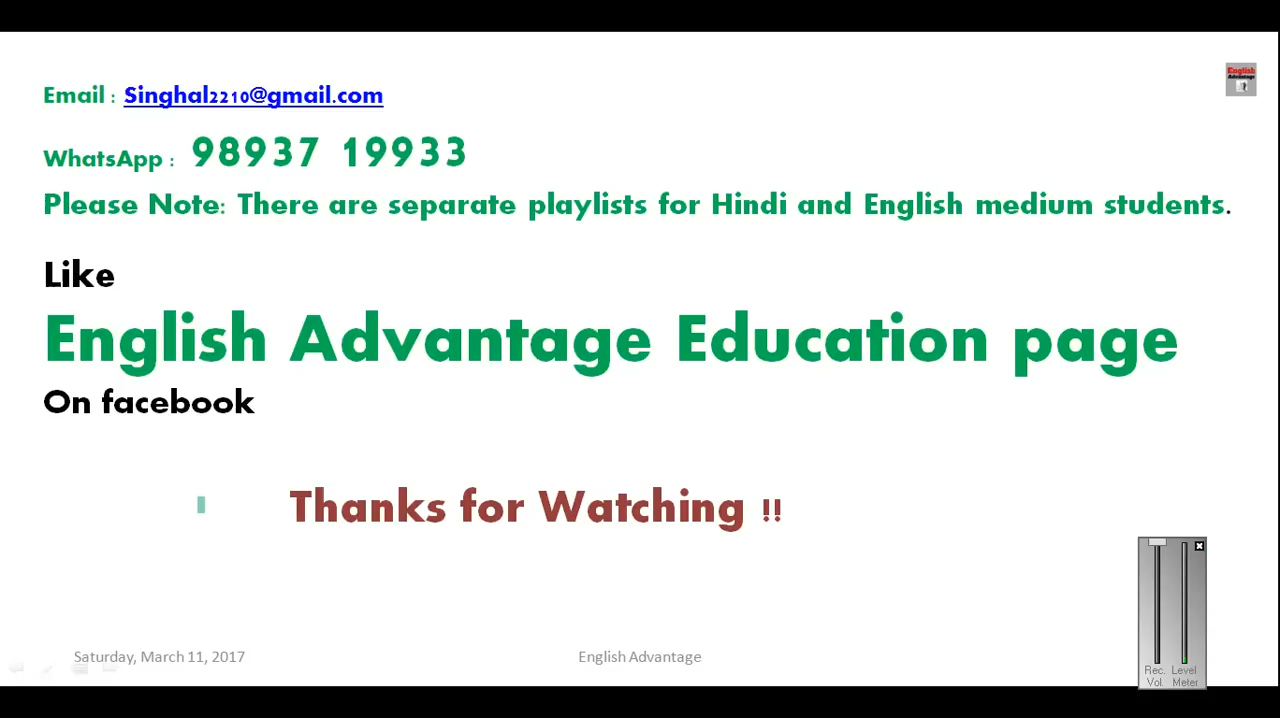 English
Advantage
Email : Singhal2210@gmail.com
WhatsApp : 98937 19933
Please Note: There are separate playlists for Hindi and English medium students.
Like
English Advantage Education page
On facebook
Thanks for Watching !!
Rec. Level
Vol. Meter
Saturday, March 11, 2017 English Advantage